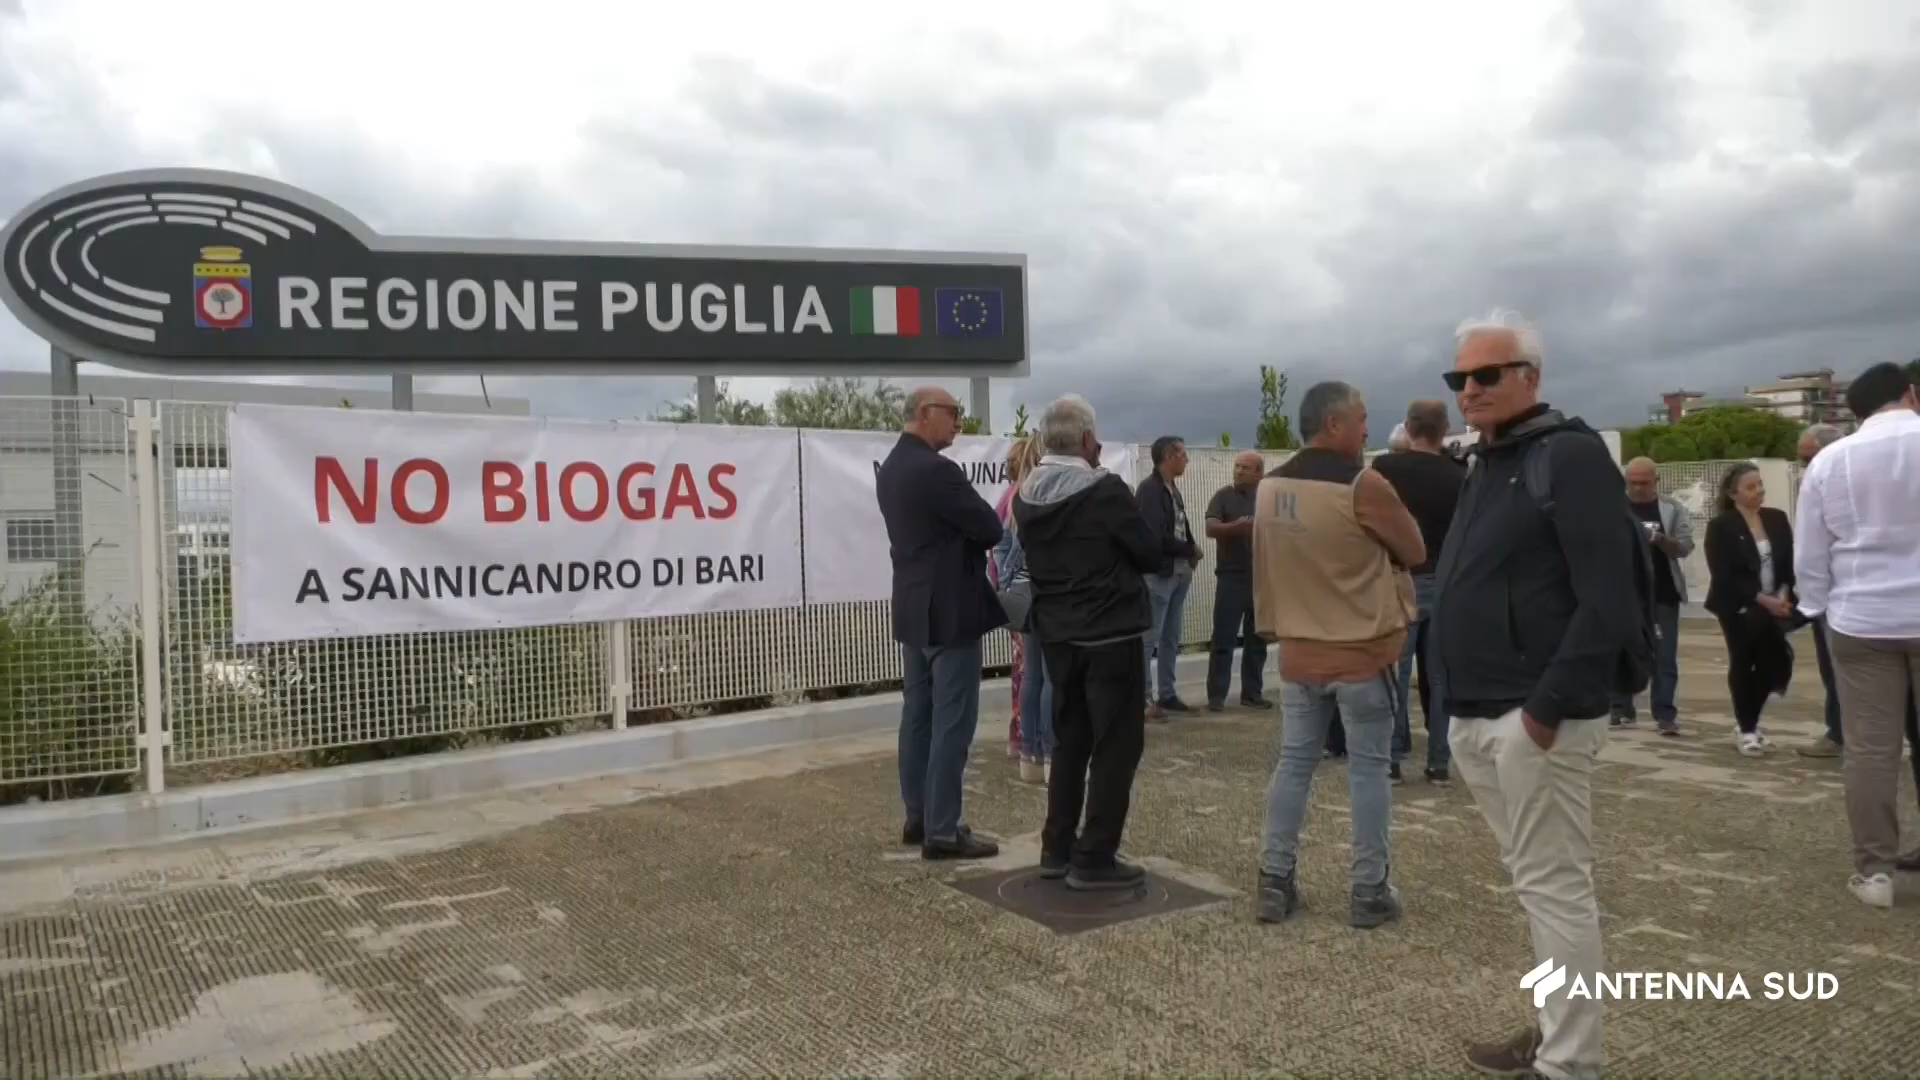 REGIONE PUGLIA
NO BIOGAS
A SANNICANDRO DI BARI
ANTENNA SUD